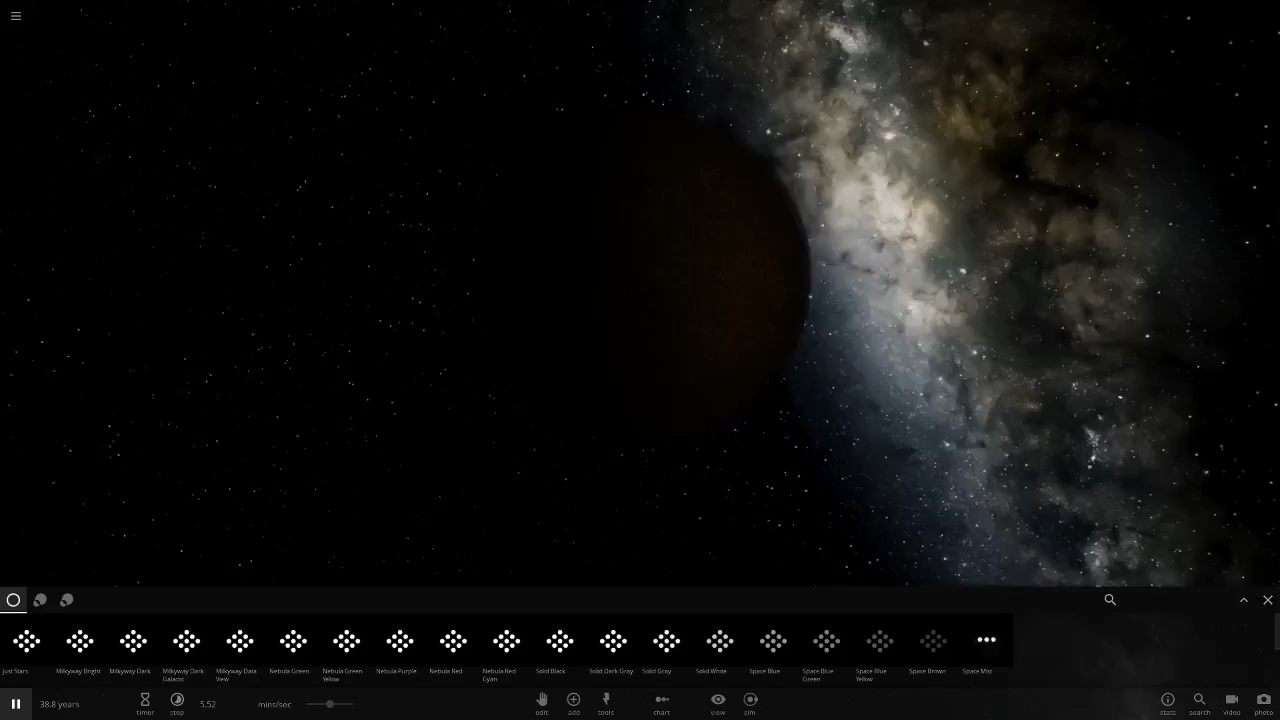 Just Stars
Milkyway Bright
Milkyway Dark
Milkyway Dark
Galactic
Milkyway Data
View
Nebula Green
Nebula Green
Yellow
Nebula Purple
Nebula Red
Nebula Red
Cyan
Solid Black
Solid Dark Gray
Solid Gray
Solid White
Space Blue
Space Blue
Green
Space Blue
Yellow
Space Brown
Space Mist
38.8 years
timer
step
5.52
mins/sec
edit
add
tools
chart
view
sim
stats
search
video
photo